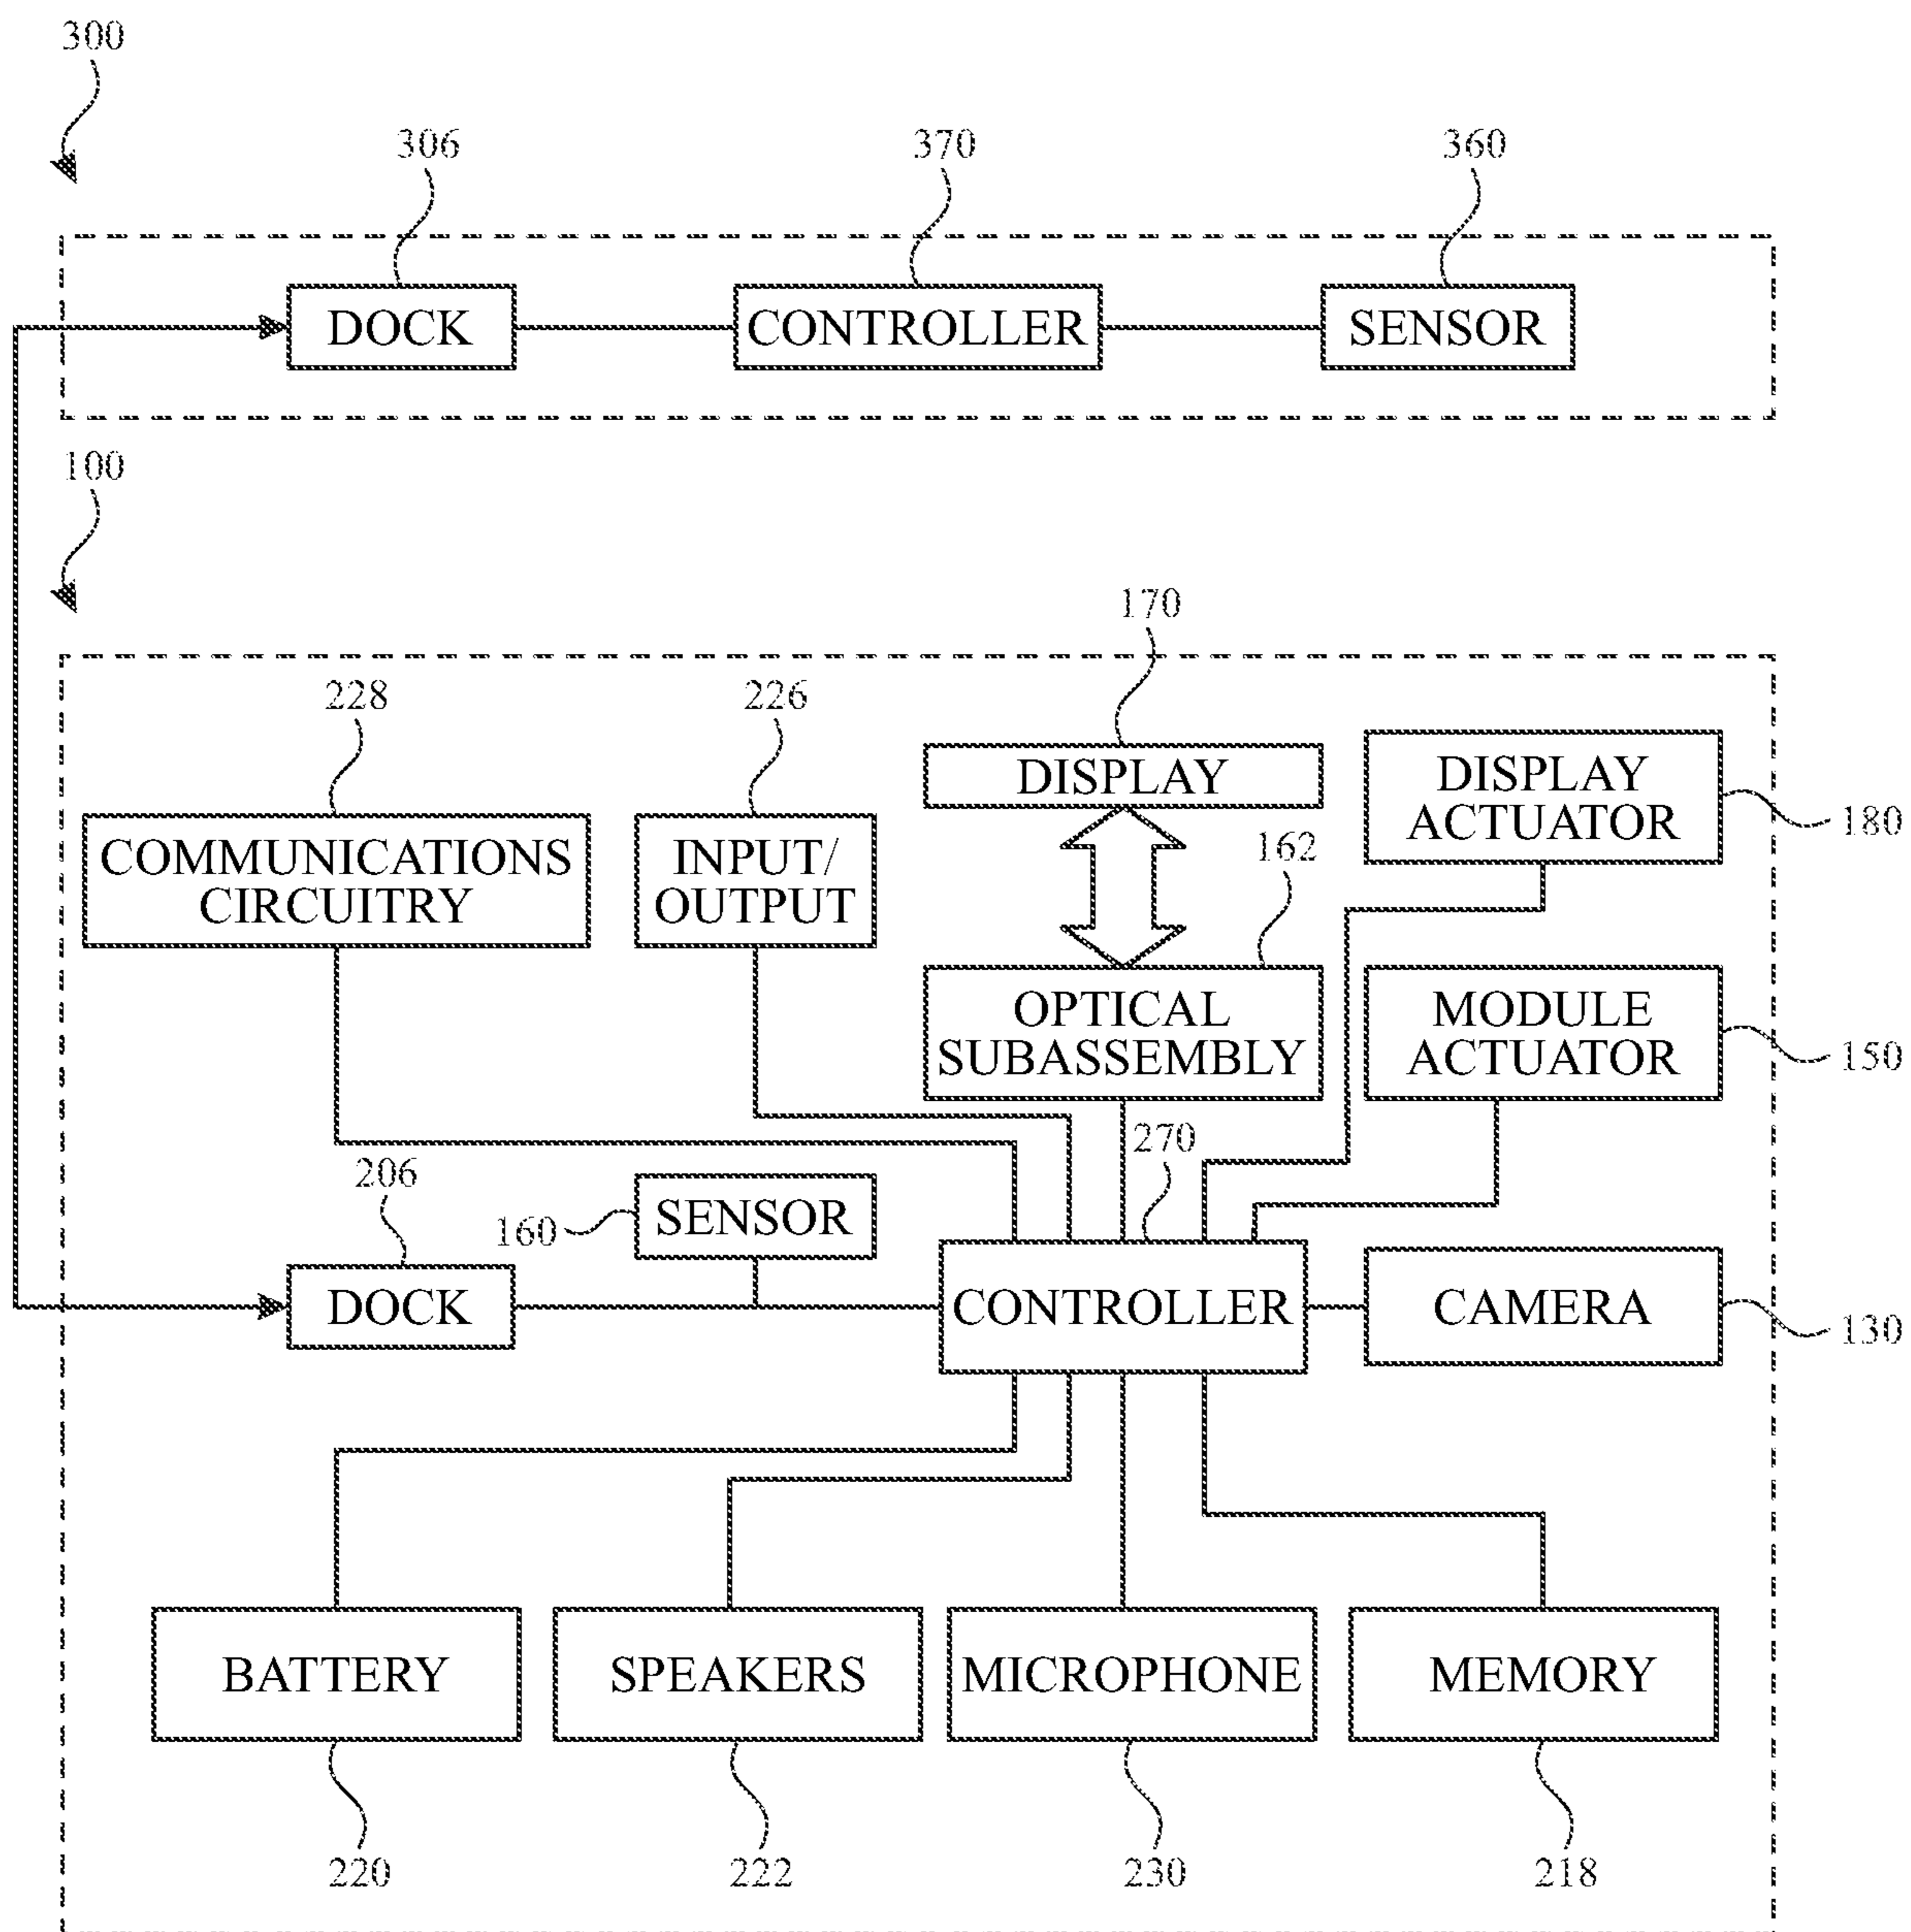 300
306
370
360
DOCK
CONTROLLER
SENSOR
100
170
228
226
DISPLAY
DISPLAY
ACTUATOR
180
162
COMMUNICATIONS
CIRCUITRY
INPUT/
OUTPUT
OPTICAL
SUBASSEMBLY
MODULE
ACTUATOR
150
270
206
160
SENSOR
DOCK
CONTROLLER
CAMERA
130
BATTERY
SPEAKERS
MICROPHONE
MEMORY
220
222
230
218